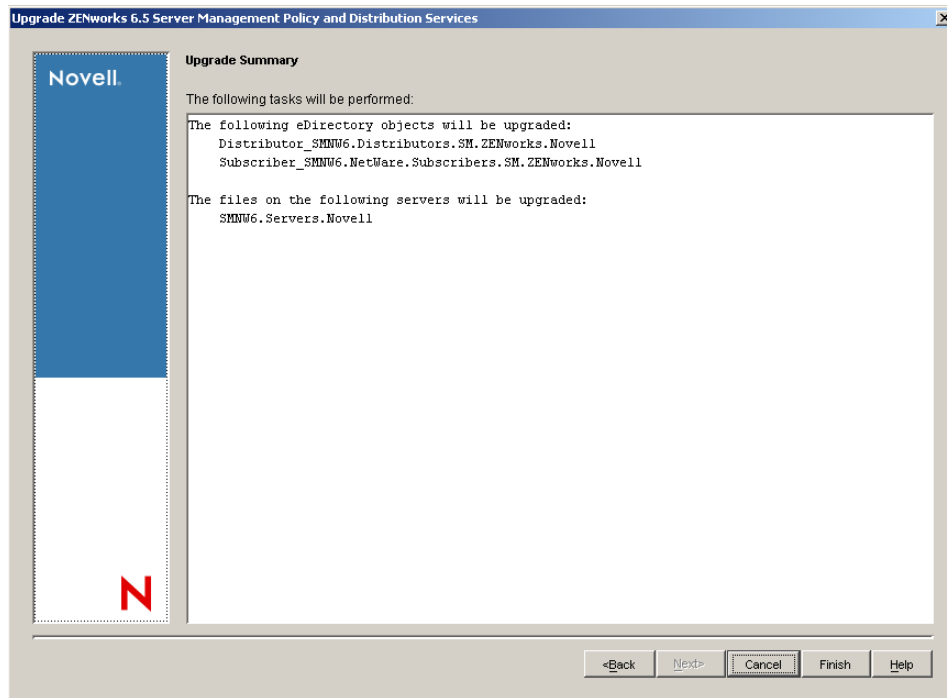 Upgrade ZENworks 6.5 Server Management Policy and Distribution Services
Novell.
Upgrade Summary
The following tasks will be performed:
The following eDirectory objects will be upgraded:
Distributor_SMNW6.Distributors.SM.ZENworks.Novell
Subscriber_SMNW6.NetWare.Subscribers.SM.ZENworks.Novell
The files on the following servers will be upgraded:
SMNW6.Servers.Novell
N
«Back Next» Cancel Finish Help